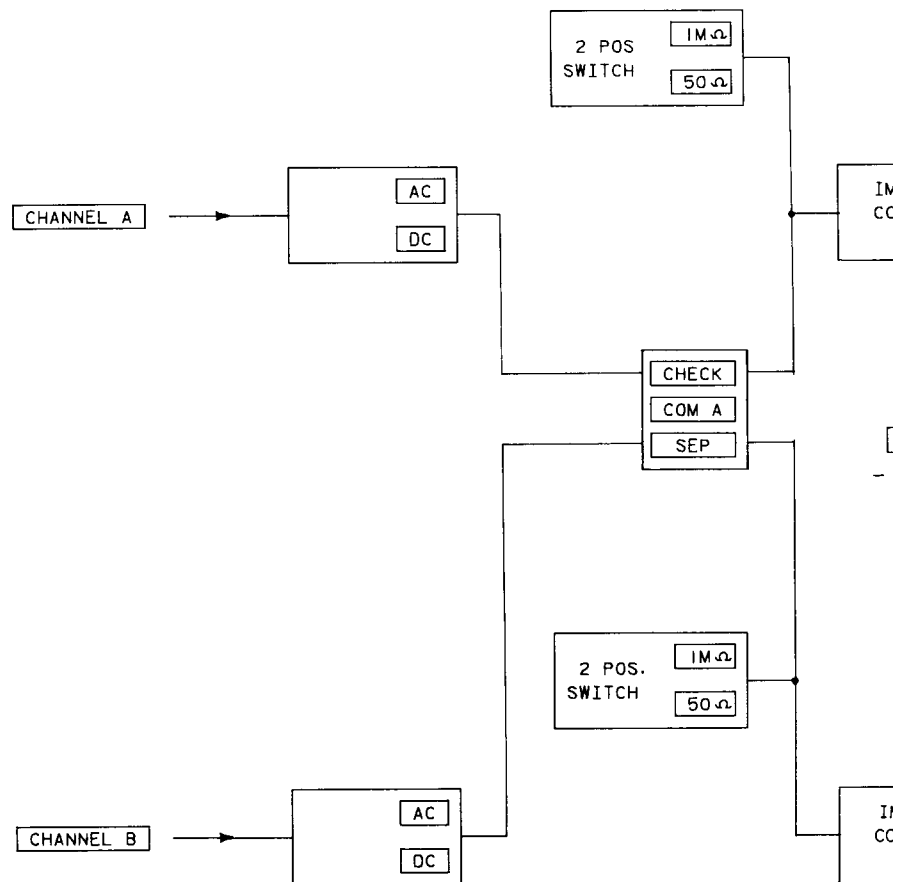 2 POS
SWITCH
1MΩ
50Ω
CHANNEL A
AC
DC
CHECK
COM A
SEP
2 POS.
SWITCH
1MΩ
50Ω
CHANNEL B
AC
DC